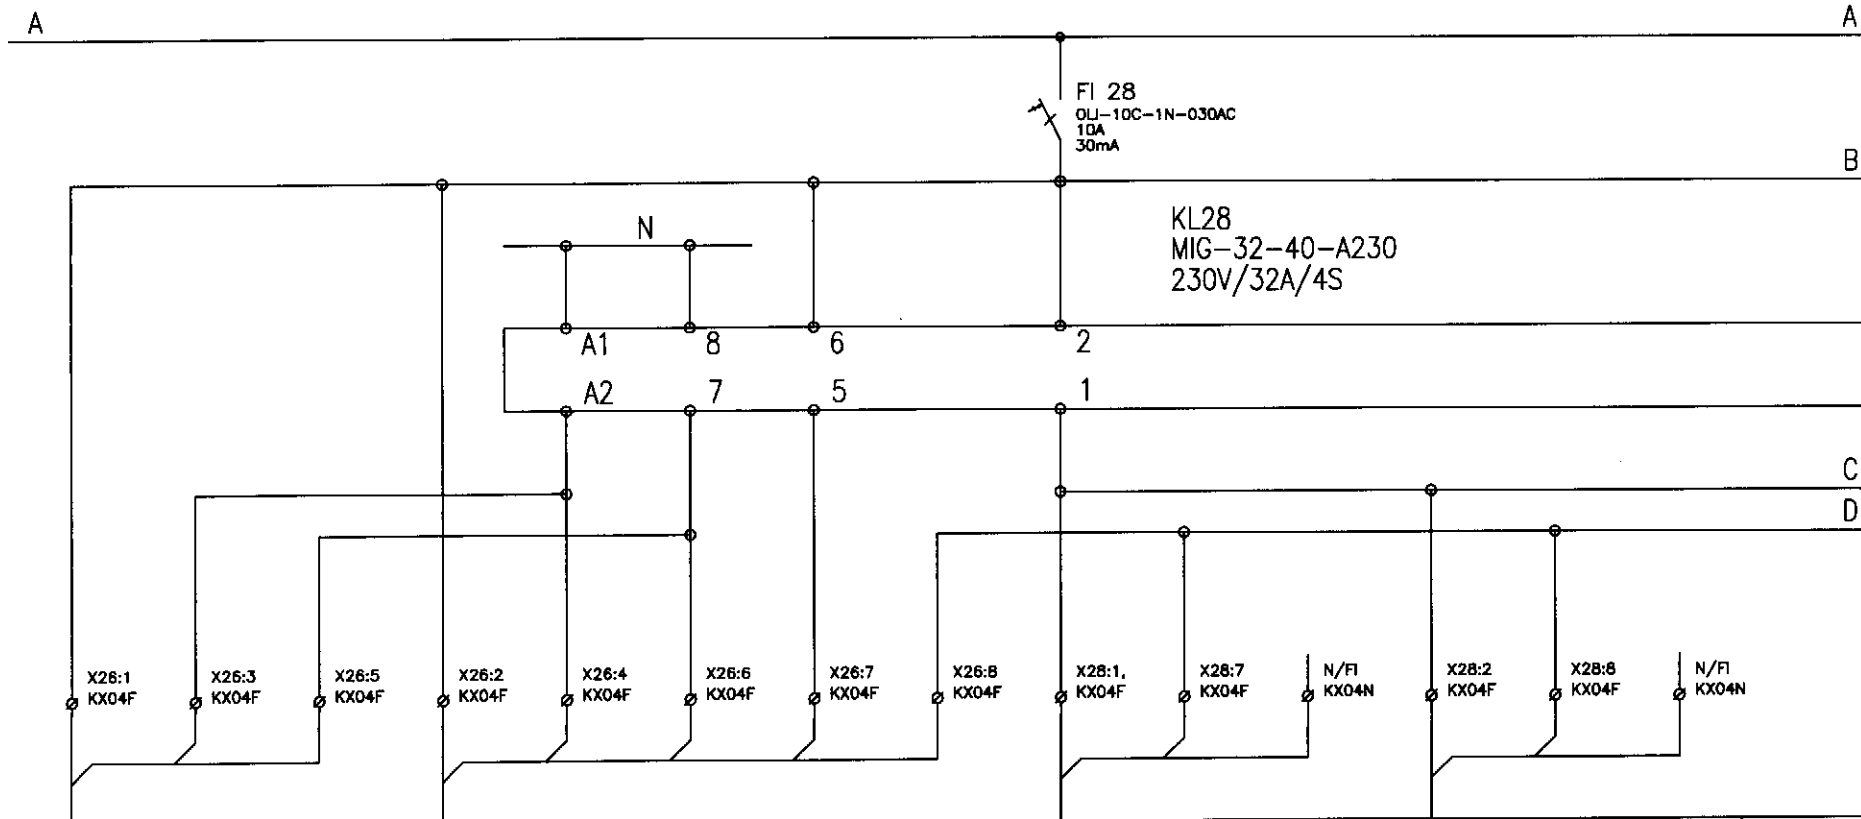 A
A
FI 28
OLI-10C-1N-030AC
10A
30mA
B
N
KL28
MIG-32-40-A230
230V/32A/4S
A1
8
6
2
A2
7
5
1
C
D
X26:1
KX04F
X26:3
KX04F
X26:5
KX04F
X26:2
KX04F
X26:4
KX04F
X26:6
KX04F
X26:7
KX04F
X26:8
KX04F
X28:1,
KX04F
X28:7
KX04F
N/FI
KX04N
X28:2
KX04F
X28:8
KX04F
N/FI
KX04N